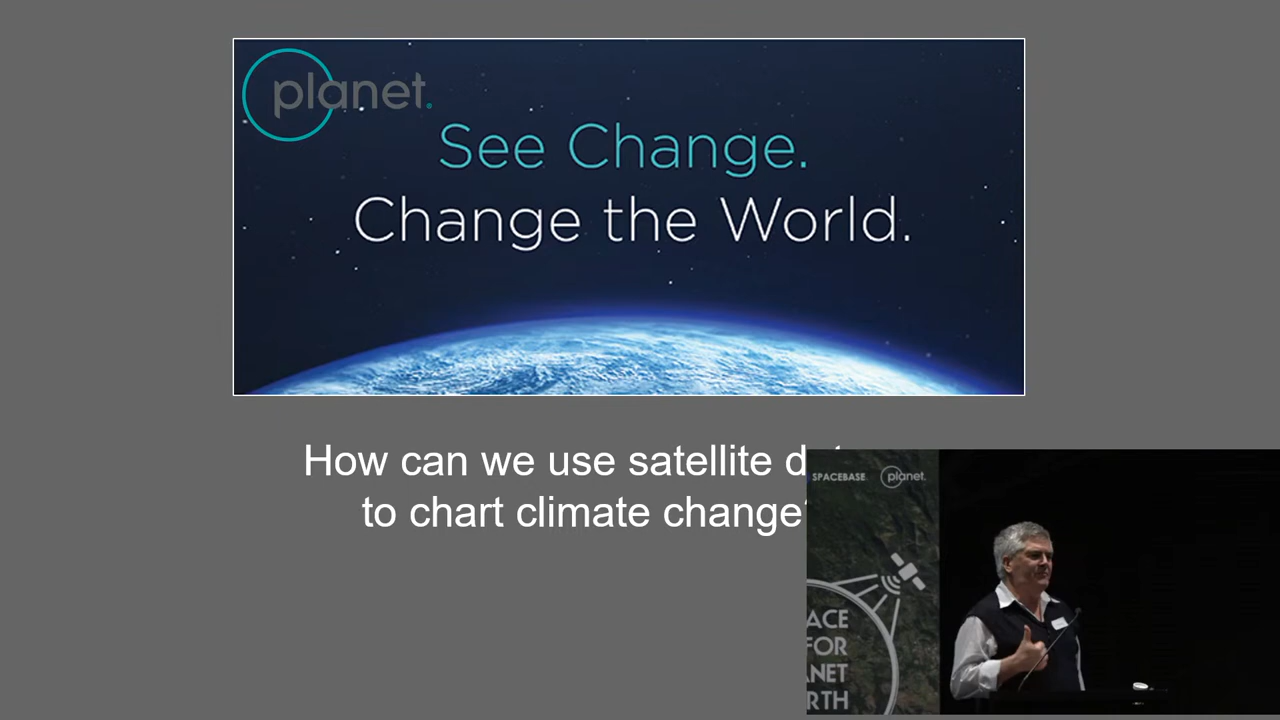 planet.
See Change.
Change the World.
How can we use satellite
to chart climate change
SPACEBASE planet.
ACE
FOR
NET
RTH